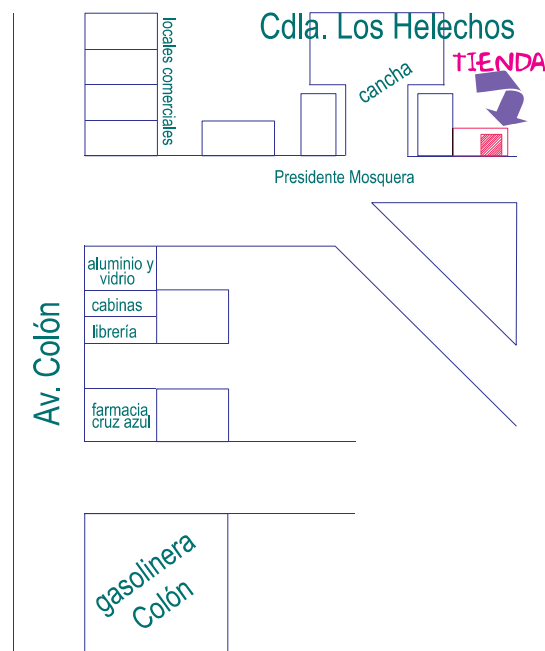 Cdla. Los Helechos
TIENDA
locales comerciales
cancha
Presidente Mosquera
aluminio y
vidrio
cabinas
librería
Av. Colón
farmacia
cruz azul
gasolinera
Colón